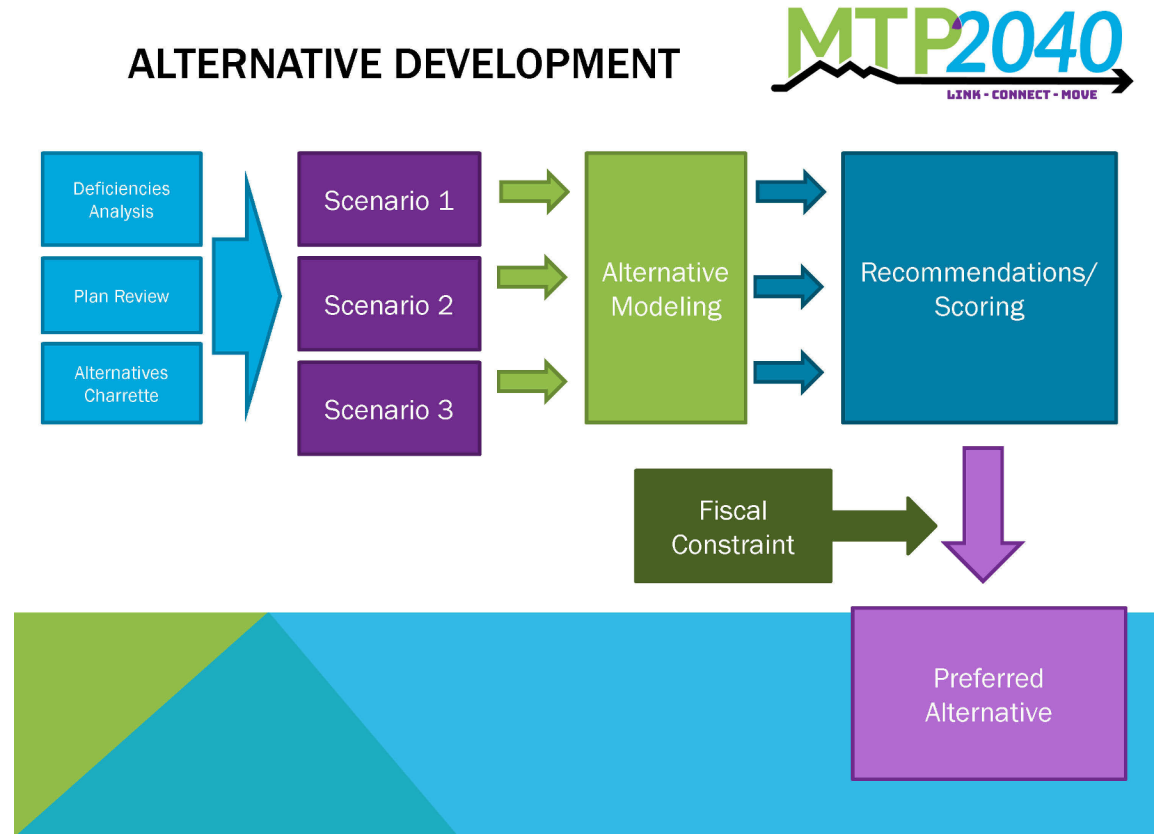 ALTERNATIVE DEVELOPMENT
MTP2040
LINK - CONNECT - MOVE
Deficiencies
Analysis
Plan Review
Alternatives
Charrette
Scenario 1
Scenario 2
Scenario 3
Alternative
Modeling
Recommendations/
Scoring
Fiscal
Constraint
Preferred
Alternative